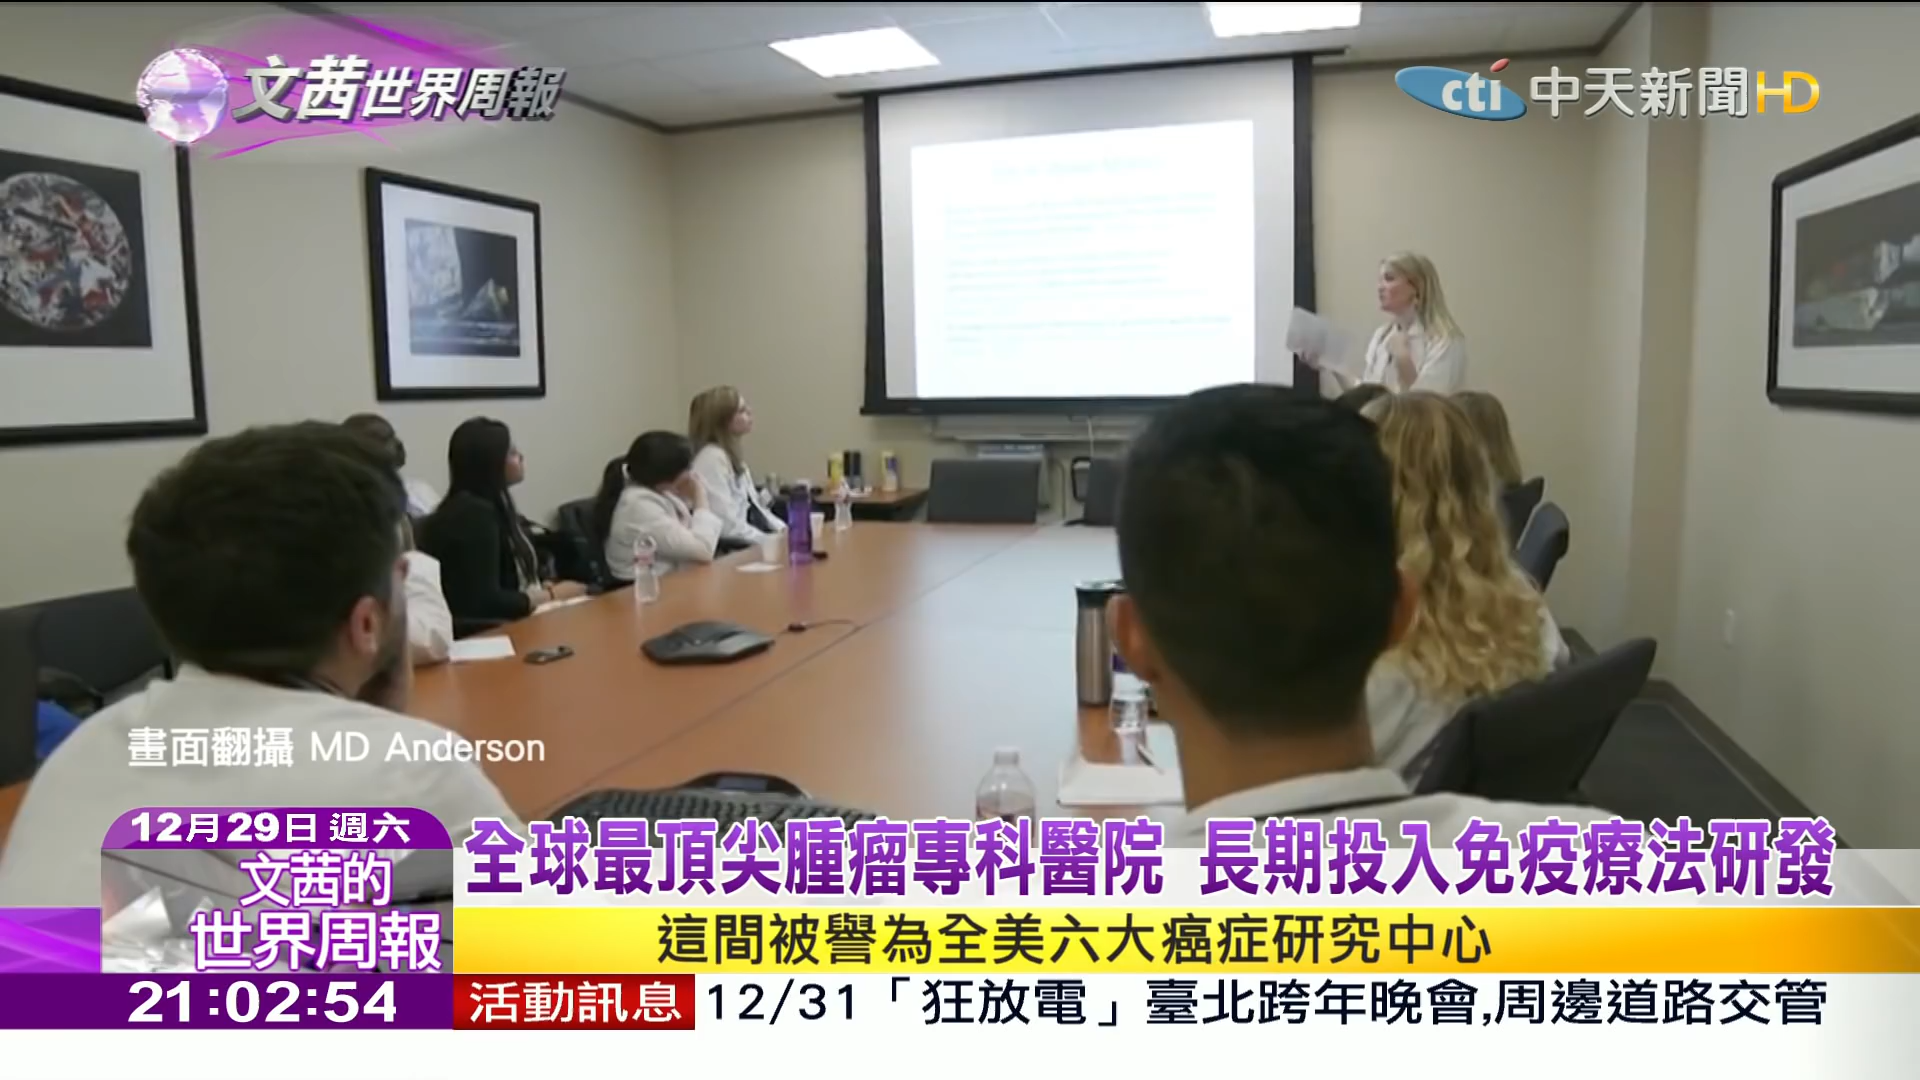 文茜世界周報
cti 中天新聞HD
畫面翻攝 MD Anderson
12月29日 週六
文茜的
世界周報
全球最頂尖腫瘤專科醫院 長期投入免疫療法研發
這間被譽為全美六大癌症研究中心
21:02:54
活動訊息 12/31「狂放電」臺北跨年晚會,周邊道路交管